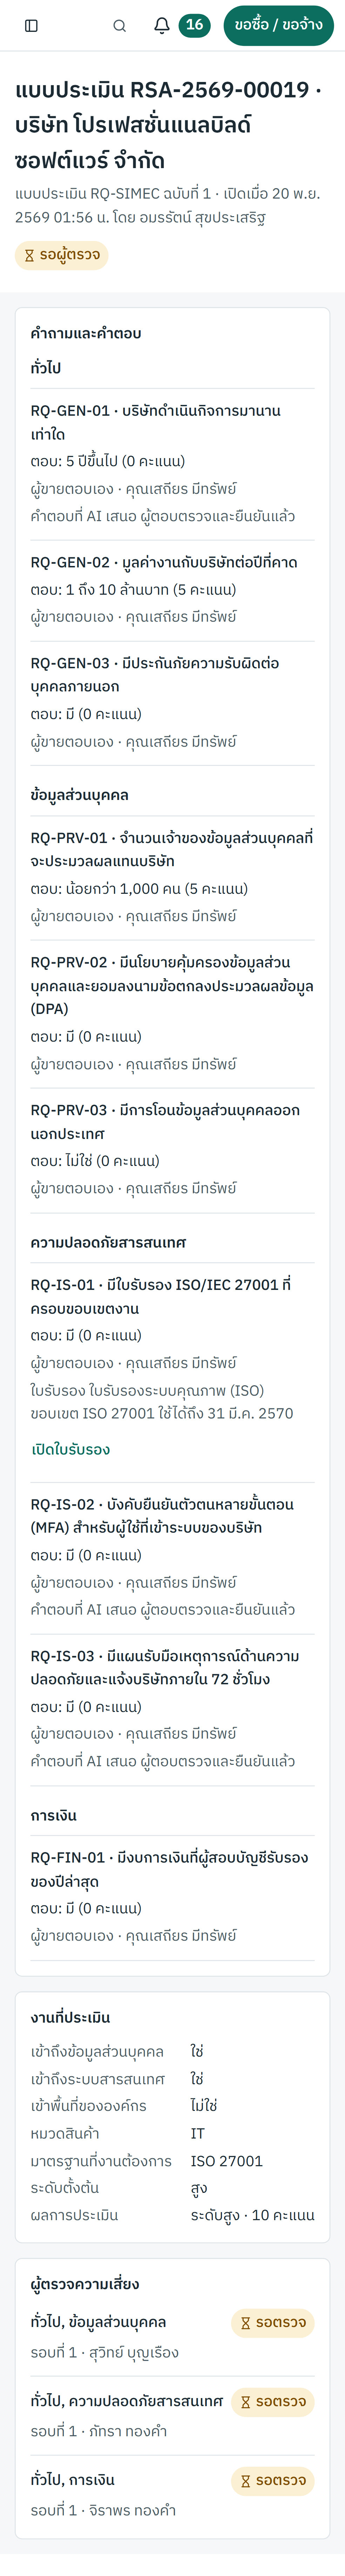 16
ขอซื้อ / ขอจ้าง
แบบประเมิน RSA-2569-00019 ·
บริษัท โปรเฟสชั่นแนลบิลด์
ซอฟต์แวร์ จำกัด
แบบประเมิน RQ-SIMEC ฉบับที่ 1 · เปิดเมื่อ 20 พ.ย.
2569 01:56 น. โดย อมรรัตน์ สุขประเสริฐ
รอผู้ตรวจ
คำถามและคำตอบ
ทั่วไป
RQ-GEN-01 · บริษัทดำเนินกิจการมานาน
เท่าใด
ตอบ: 5 ปีขึ้นไป (0 คะแนน)
ผู้ขายตอบเอง · คุณเสถียร มีทรัพย์
คำตอบที่ AI เสนอ ผู้ตอบตรวจและยืนยันแล้ว
RQ-GEN-02 · มูลค่างานกับบริษัทต่อปีที่คาด
ตอบ: 1 ถึง 10 ล้านบาท (5 คะแนน)
ผู้ขายตอบเอง · คุณเสถียร มีทรัพย์
RQ-GEN-03 · มีประกันภัยความรับผิดต่อ
บุคคลภายนอก
ตอบ: มี (0 คะแนน)
ผู้ขายตอบเอง · คุณเสถียร มีทรัพย์
ข้อมูลส่วนบุคคล
RQ-PRV-01 · จำนวนเจ้าของข้อมูลส่วนบุคคลที่
จะประมวลผลแทนบริษัท
ตอบ: น้อยกว่า 1,000 คน (5 คะแนน)
ผู้ขายตอบเอง · คุณเสถียร มีทรัพย์
RQ-PRV-02 · มีนโยบายคุ้มครองข้อมูลส่วน
บุคคลและยอมลงนามข้อตกลงประมวลผลข้อมูล
(DPA)
ตอบ: มี (0 คะแนน)
ผู้ขายตอบเอง · คุณเสถียร มีทรัพย์
RQ-PRV-03 · มีการโอนข้อมูลส่วนบุคคลออก
นอกประเทศ
ตอบ: ไม่ใช่ (0 คะแนน)
ผู้ขายตอบเอง · คุณเสถียร มีทรัพย์
ความปลอดภัยสารสนเทศ
RQ-IS-01 · มีใบรับรอง ISO/IEC 27001 ที่
ครอบขอบเขตงาน
ตอบ: มี (0 คะแนน)
ผู้ขายตอบเอง · คุณเสถียร มีทรัพย์
ใบรับรอง ใบรับรองระบบคุณภาพ (ISO)
ขอบเขต ISO 27001 ใช้ได้ถึง 31 มี.ค. 2570
เปิดใบรับรอง
RQ-IS-02 · บังคับยืนยันตัวตนหลายขั้นตอน
(MFA) สำหรับผู้ใช้ที่เข้าระบบของบริษัท
ตอบ: มี (0 คะแนน)
ผู้ขายตอบเอง · คุณเสถียร มีทรัพย์
คำตอบที่ AI เสนอ ผู้ตอบตรวจและยืนยันแล้ว
RQ-IS-03 · มีแผนรับมือเหตุการณ์ด้านความ
ปลอดภัยและแจ้งบริษัทภายใน 72 ชั่วโมง
ตอบ: มี (0 คะแนน)
ผู้ขายตอบเอง · คุณเสถียร มีทรัพย์
คำตอบที่ AI เสนอ ผู้ตอบตรวจและยืนยันแล้ว
การเงิน
RQ-FIN-01 · มีงบการเงินที่ผู้สอบบัญชีรับรอง
ของปีล่าสุด
ตอบ: มี (0 คะแนน)
ผู้ขายตอบเอง · คุณเสถียร มีทรัพย์
งานที่ประเมิน
เข้าถึงข้อมูลส่วนบุคคล ใช่
เข้าถึงระบบสารสนเทศ ใช่
เข้าพื้นที่ขององค์กร ไม่ใช่
หมวดสินค้า IT
มาตรฐานที่งานต้องการ ISO 27001
ระดับตั้งต้น สูง
ผลการประเมิน ระดับสูง · 10 คะแนน
ผู้ตรวจความเสี่ยง
ทั่วไป, ข้อมูลส่วนบุคคล รอตรวจ
รอบที่ 1 · สุวิทย์ บุญเรือง
ทั่วไป, ความปลอดภัยสารสนเทศ รอตรวจ
รอบที่ 1 · ภัทรา ทองคำ
ทั่วไป, การเงิน รอตรวจ
รอบที่ 1 · จิราพร ทองคำ